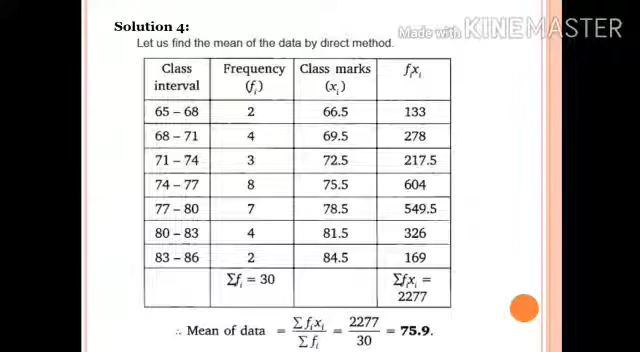 Solution 4:
Made with KINEMASTER
Let us find the mean of the data by direct method.
Class interval Frequency (fᵢ) Class marks (xᵢ) fᵢxᵢ
65 – 68 2 66.5 133
68 – 71 4 69.5 278
71 – 74 3 72.5 217.5
74 – 77 8 75.5 604
77 – 80 7 78.5 549.5
80 – 83 4 81.5 326
83 – 86 2 84.5 169
Σfᵢ = 30 Σfᵢxᵢ = 2277
∴ Mean of data = Σfᵢxᵢ / Σfᵢ = 2277 / 30 = 75.9.